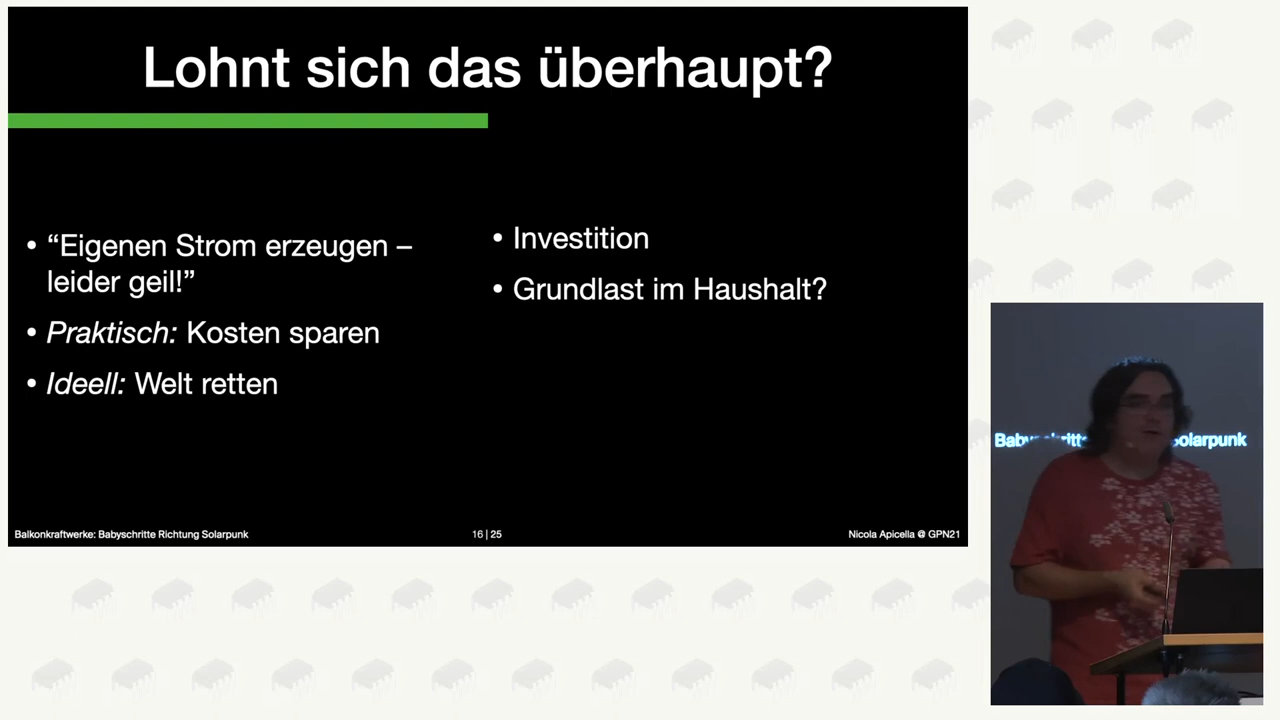 Lohnt sich das überhaupt?
• “Eigenen Strom erzeugen –
leider geil!”
• Praktisch: Kosten sparen
• Ideell: Welt retten
• Investition
• Grundlast im Haushalt?
Balkonkraftwerke: Babyschritte Richtung Solarpunk
16 | 25
Nicola Apicella @ GPN21
Solarpunk